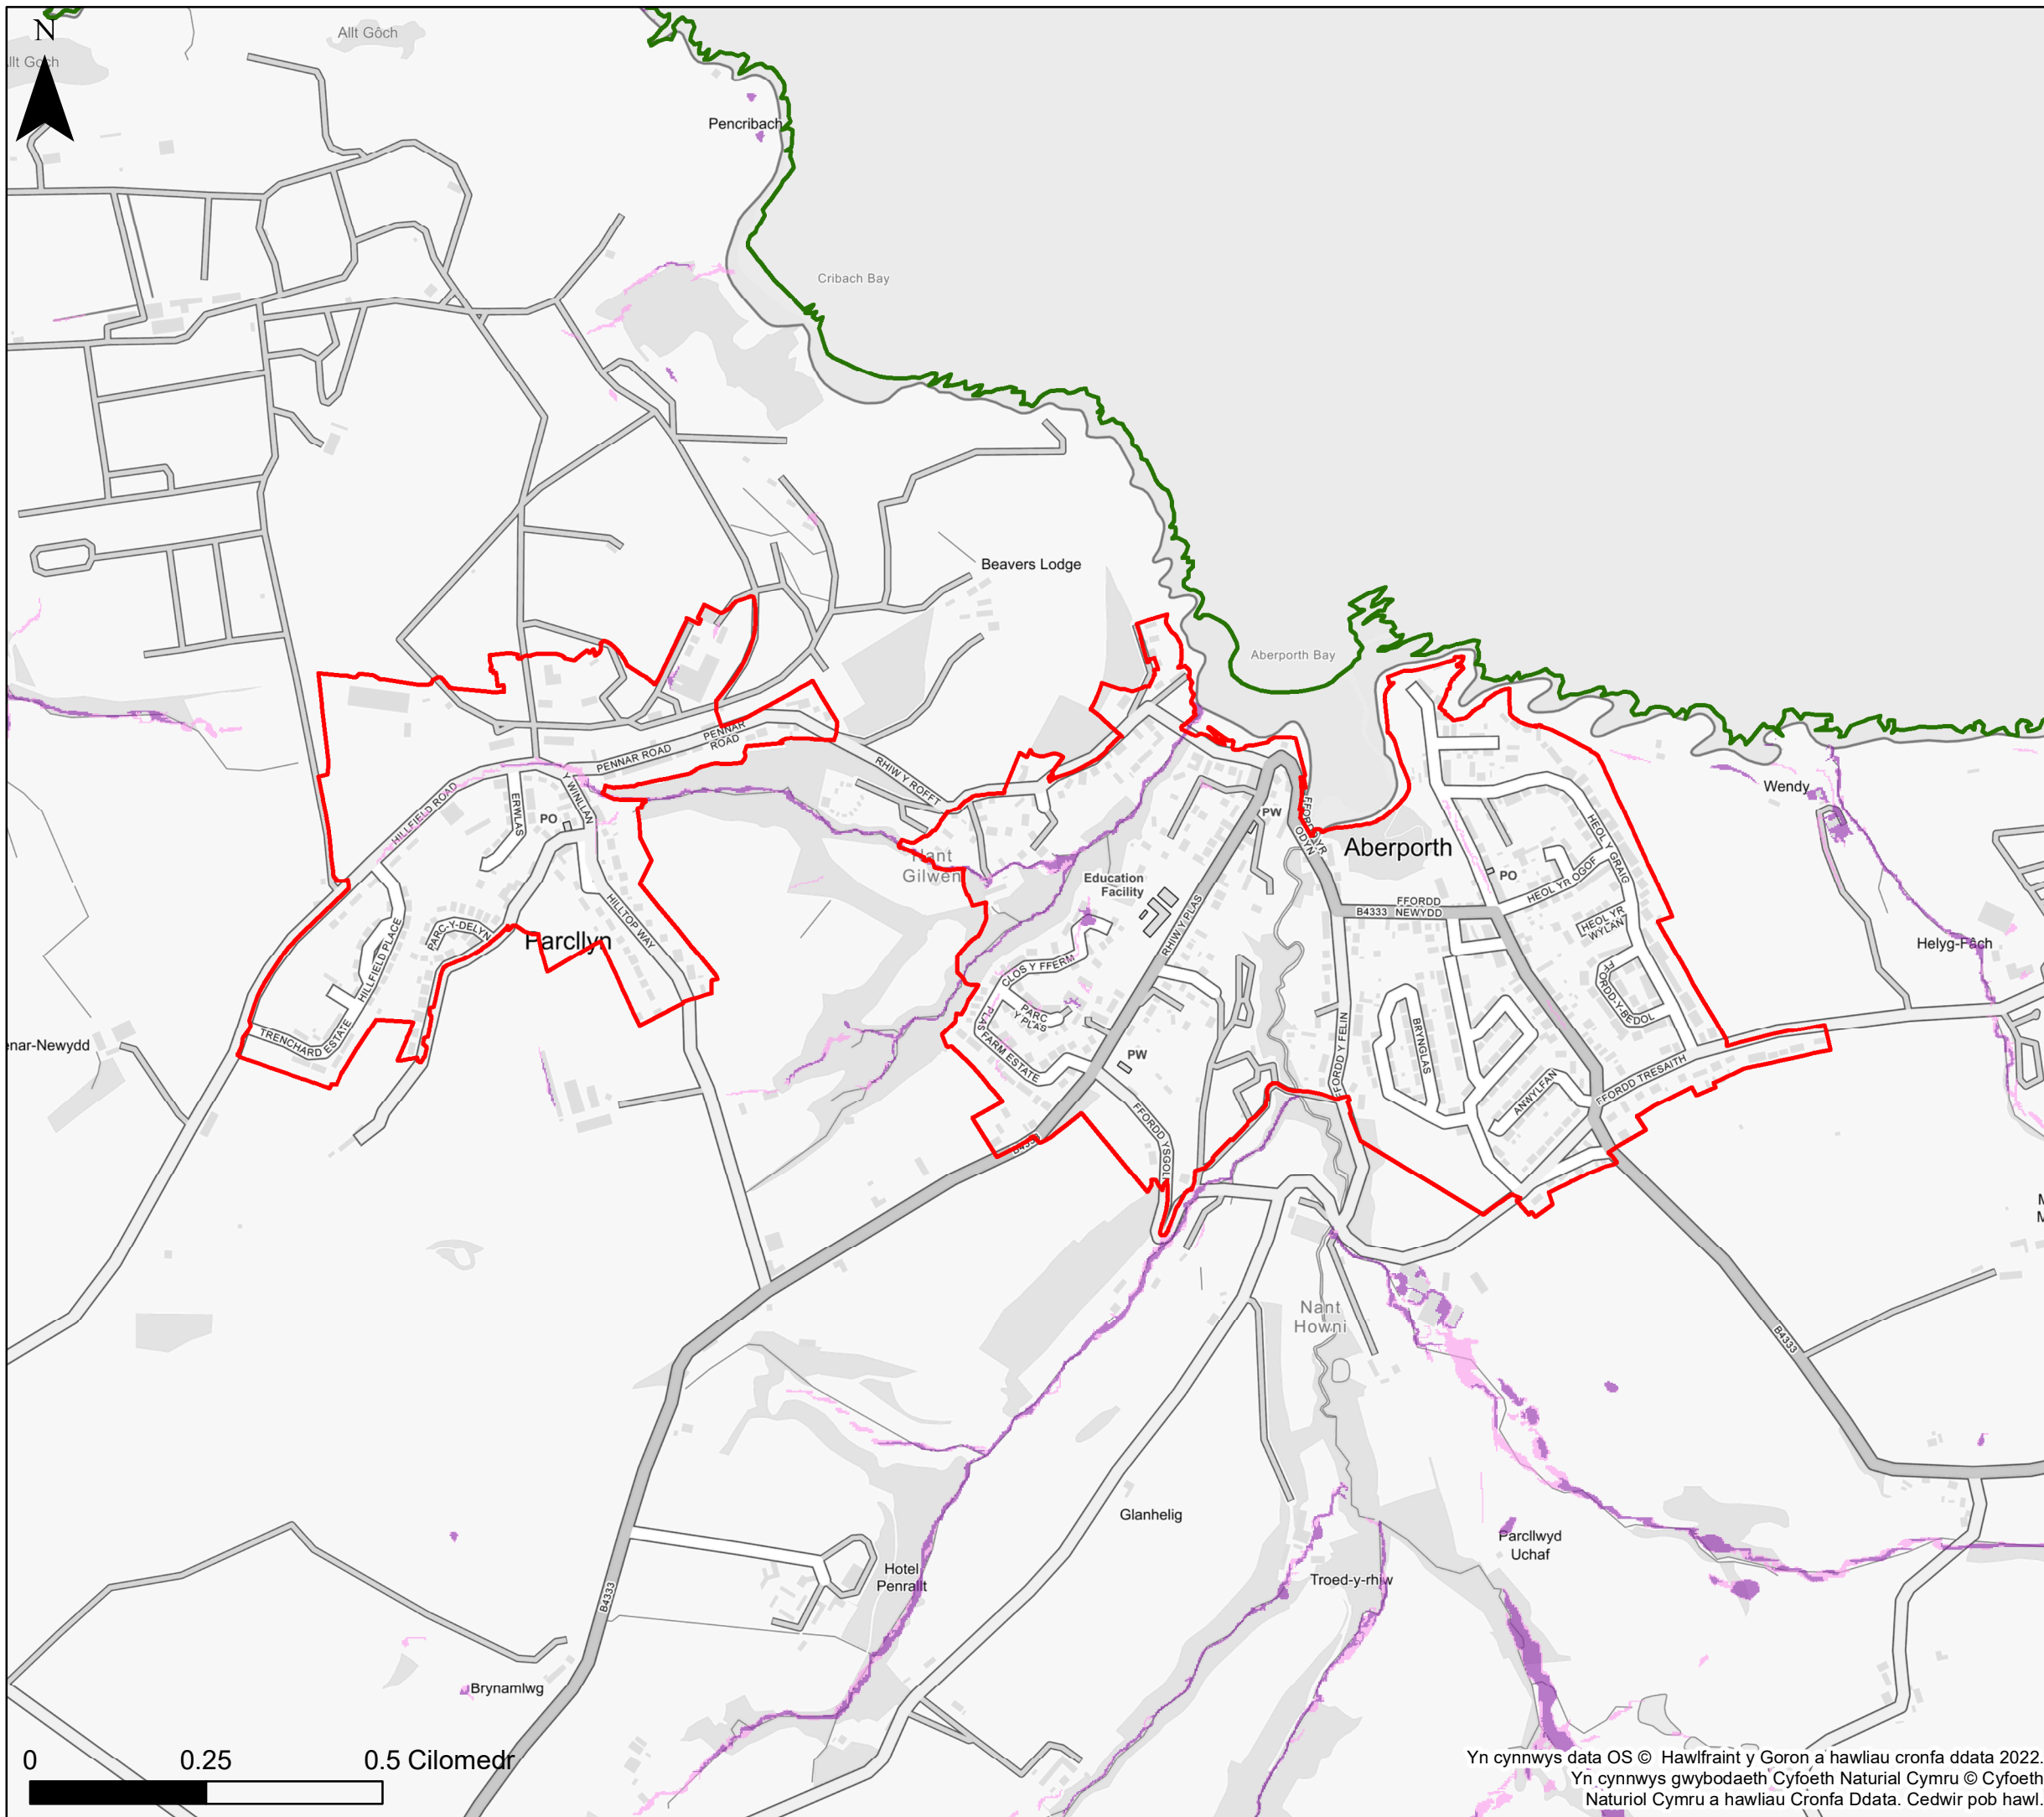 N
Allt Gôch
Pencribach
Cribach Bay
Beavers Lodge
Aberporth Bay
PENNAR
ROAD
PENNAR ROAD
RHIW Y ROFFT
HILLFIELD ROAD
Y WINLLAN
ERWLAS
PO
Nant
Gilwen
Education
Facility
PW
FFORDD YR
ODYN
Aberporth
PO
HEOL Y GRAIG
HEOL YR OGOF
HEOL YR
WYLAN
FFORDD
B4333 NEWYDD
Wendy
Helyg-Fâch
HILLTOP WAY
Parcllyn
PARC-Y-DELYN
HILLFIELD PLACE
TRENCHARD ESTATE
enar-Newydd
RHIW Y PLAS
CLOS Y FFERM
PARC
Y PLAS
PLAS FARM ESTATE
PW
FFORDD Y FELIN
BRYNGLAS
FFORDD-Y-BEDOL
ANWYLFAN
FFORDD TRESAITH
FFORDD YSGOL
B4333
Nant
Howni
B4333
Glanhelig
Parcllwyd
Uchaf
Hotel
Penrallt
Troed-y-rhiw
B4333
Brynamlwg
0 0.25 0.5 Cilomedr
Yn cynnwys data OS © Hawlfraint y Goron a hawliau cronfa ddata 2022.
Yn cynnwys gwybodaeth Cyfoeth Naturial Cymru © Cyfoeth
Naturiol Cymru a hawliau Cronfa Ddata. Cedwir pob hawl.